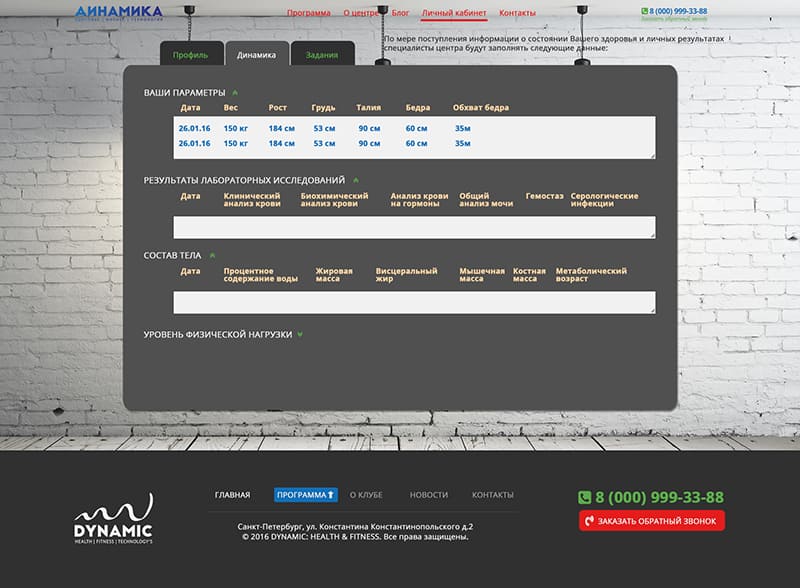 ДИНАМИКА
ЗДОРОВЬЕ | ФИТНЕС | ТЕХНОЛОГИИ
Программа О центре Блог Личный кабинет Контакты
8 (000) 999-33-88
Заказать обратный звонок
По мере поступления информации о состоянии Вашего здоровья и личных результатах
специалисты центра будут заполнять следующие данные:
Профиль Динамика Задания
ВАШИ ПАРАМЕТРЫ
Дата Вес Рост Грудь Талия Бедра Обхват бедра
26.01.16 150 кг 184 см 53 см 90 см 60 см 35м
26.01.16 150 кг 184 см 53 см 90 см 60 см 35м
РЕЗУЛЬТАТЫ ЛАБОРАТОРНЫХ ИССЛЕДОВАНИЙ
Дата Клинический Биохимический Анализ крови Общий Гемостаз Серологические
анализ крови анализ крови на гормоны анализ мочи инфекции
СОСТАВ ТЕЛА
Дата Процентное Жировая Висцеральный Мышечная Костная Метаболический
содержание воды масса жир масса масса возраст
УРОВЕНЬ ФИЗИЧЕСКОЙ НАГРУЗКИ
ГЛАВНАЯ ПРОГРАММА О КЛУБЕ НОВОСТИ КОНТАКТЫ
8 (000) 999-33-88
ЗАКАЗАТЬ ОБРАТНЫЙ ЗВОНОК
DYNAMIC
HEALTH | FITNESS | TECHNOLOGY'S
Санкт-Петербург, ул. Константина Константинопольского д.2
© 2016 DYNAMIC: HEALTH & FITNESS. Все права защищены.